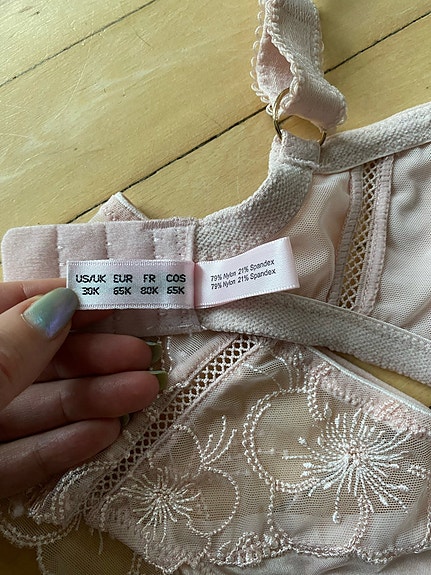 US/UK EUR FR COS
30K 65K 80K 65K
79% Nylon 21% Spandex
79% Nylon 21% Spandex